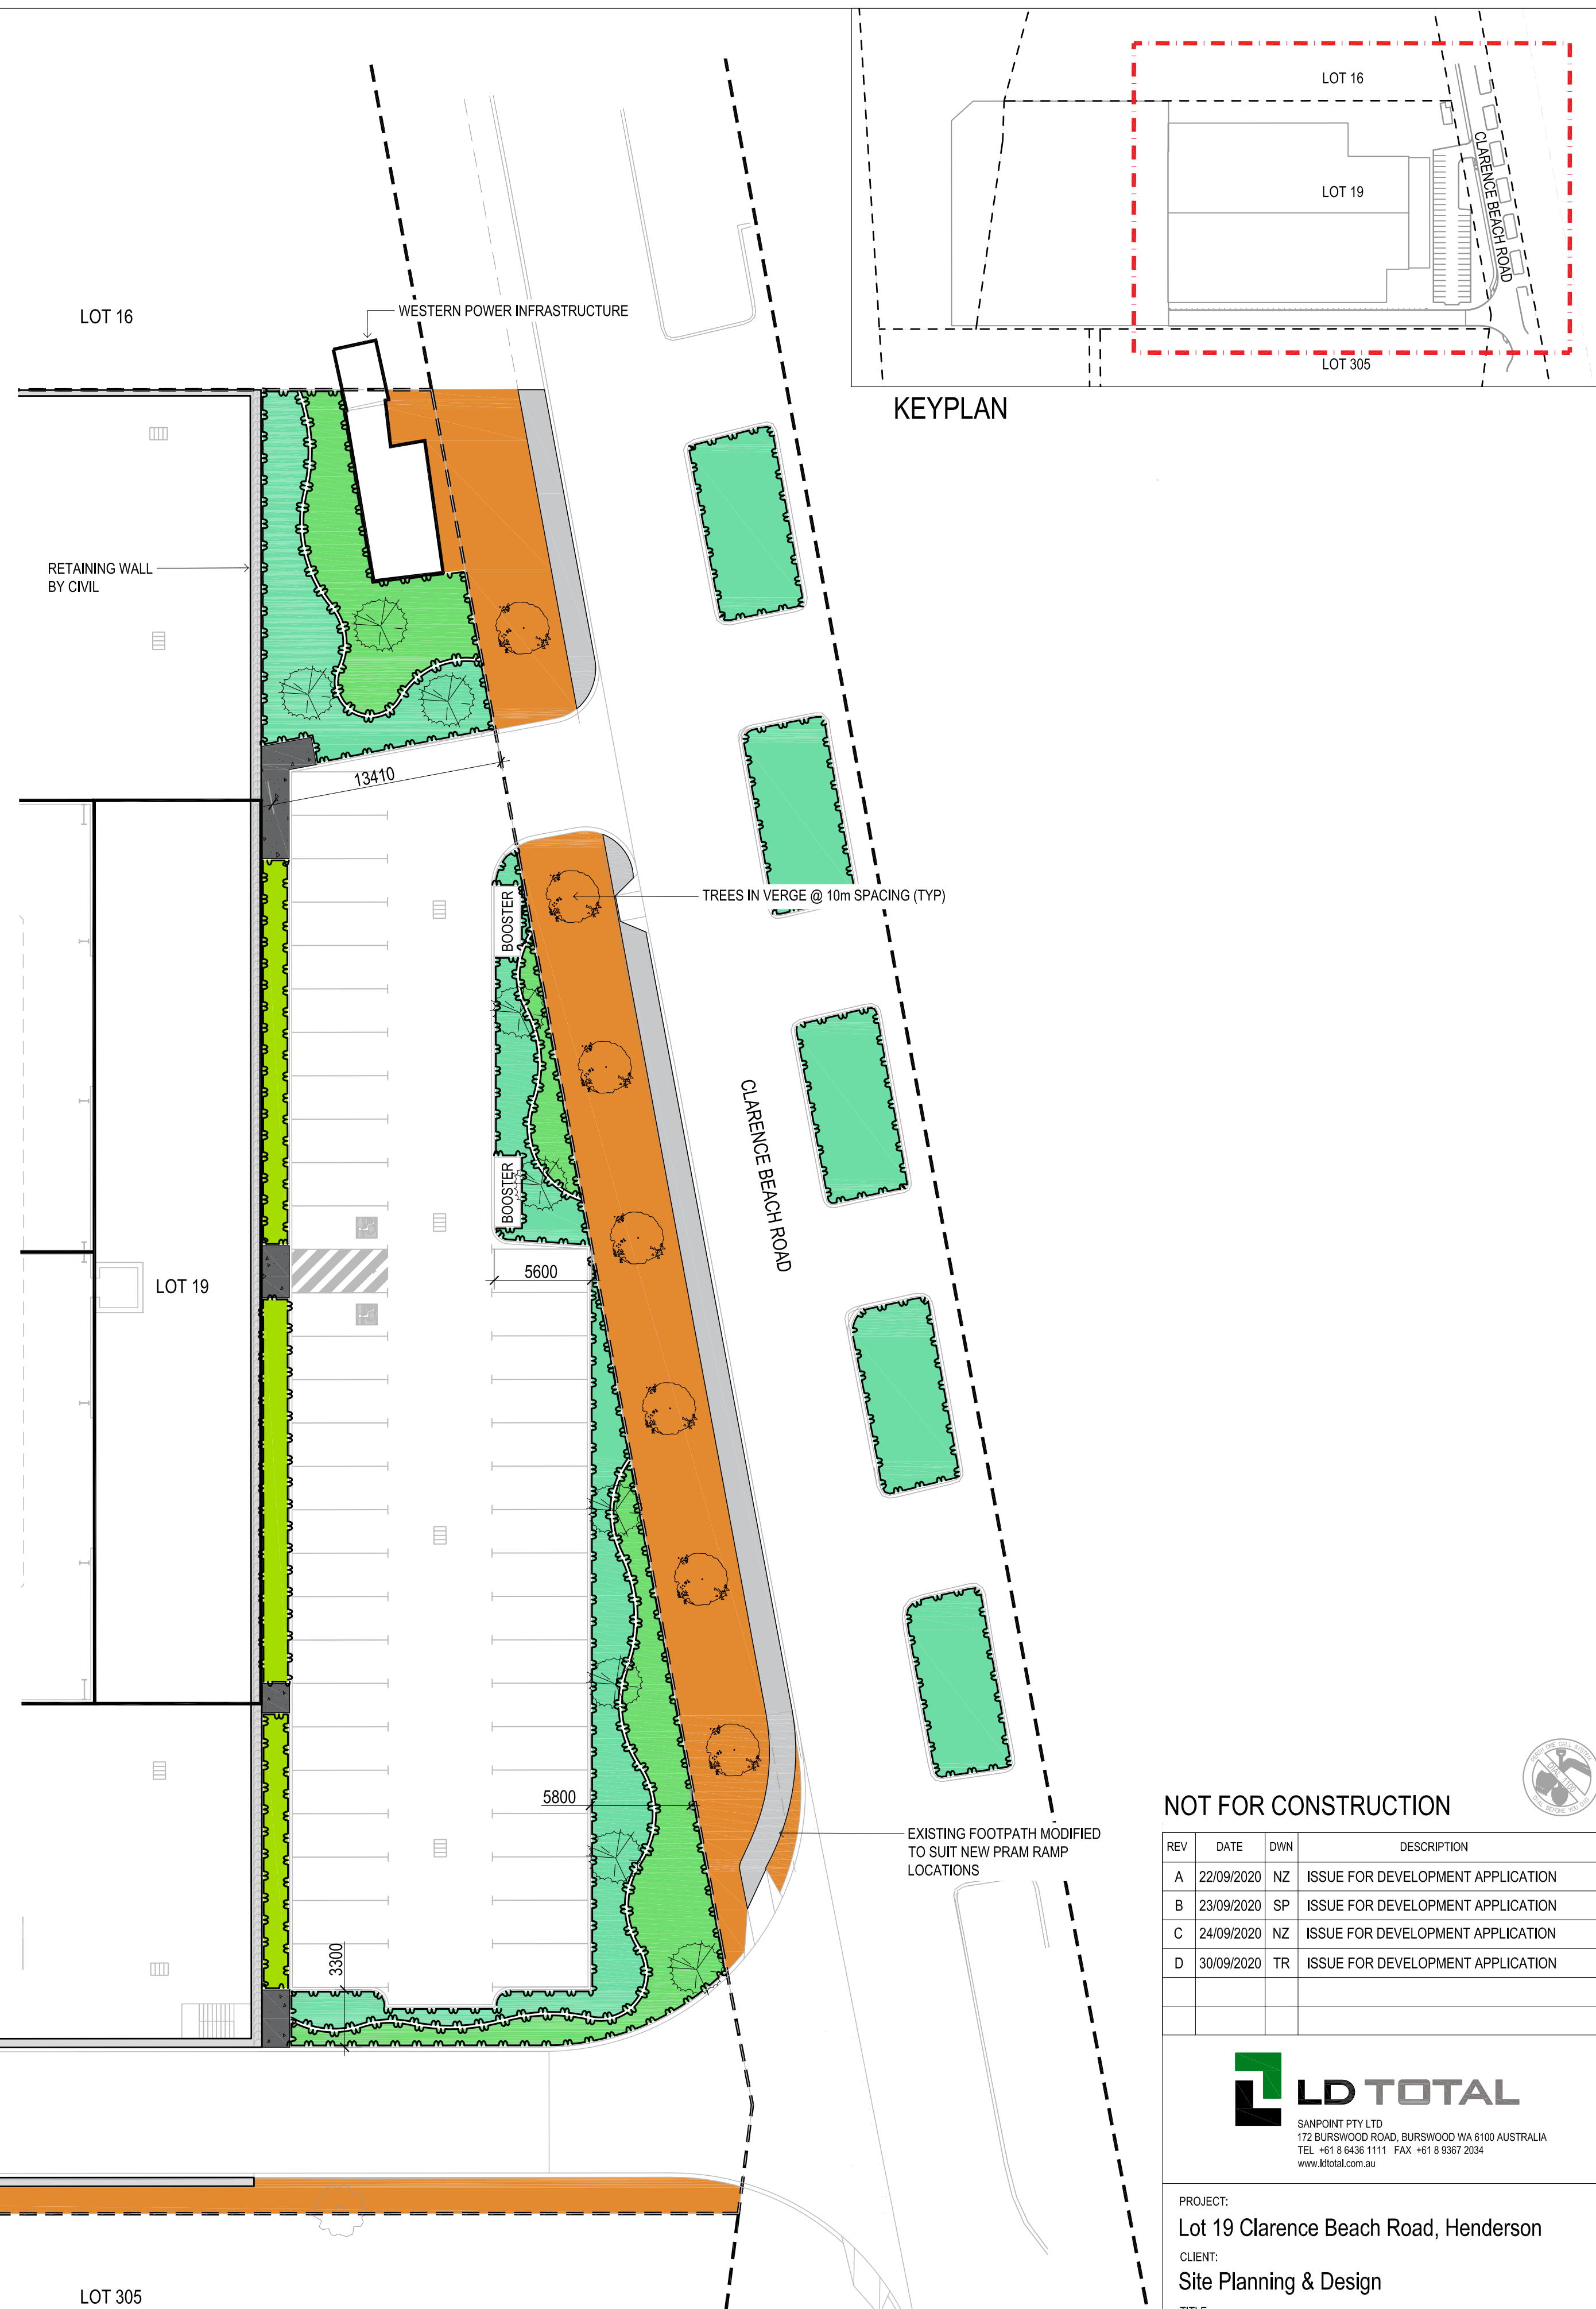 LOT 16
LOT 19
CLARENCE BEACH ROAD
LOT 305
KEYPLAN
LOT 16
WESTERN POWER INFRASTRUCTURE
RETAINING WALL
BY CIVIL
13410
BOOSTER
TREES IN VERGE @ 10m SPACING (TYP)
CLARENCE BEACH ROAD
BOOSTER
5600
LOT 19
5800
EXISTING FOOTPATH MODIFIED
TO SUIT NEW PRAM RAMP
LOCATIONS
3300
LOT 305
NOT FOR CONSTRUCTION
REV DATE DWN DESCRIPTION
A 22/09/2020 NZ ISSUE FOR DEVELOPMENT APPLICATION
B 23/09/2020 SP ISSUE FOR DEVELOPMENT APPLICATION
C 24/09/2020 NZ ISSUE FOR DEVELOPMENT APPLICATION
D 30/09/2020 TR ISSUE FOR DEVELOPMENT APPLICATION
LD TOTAL
SANPOINT PTY LTD
172 BURSWOOD ROAD, BURSWOOD WA 6100 AUSTRALIA
TEL +61 8 6436 1111 FAX +61 8 9367 2034
www.ldtotal.com.au
PROJECT:
Lot 19 Clarence Beach Road, Henderson
CLIENT:
Site Planning & Design